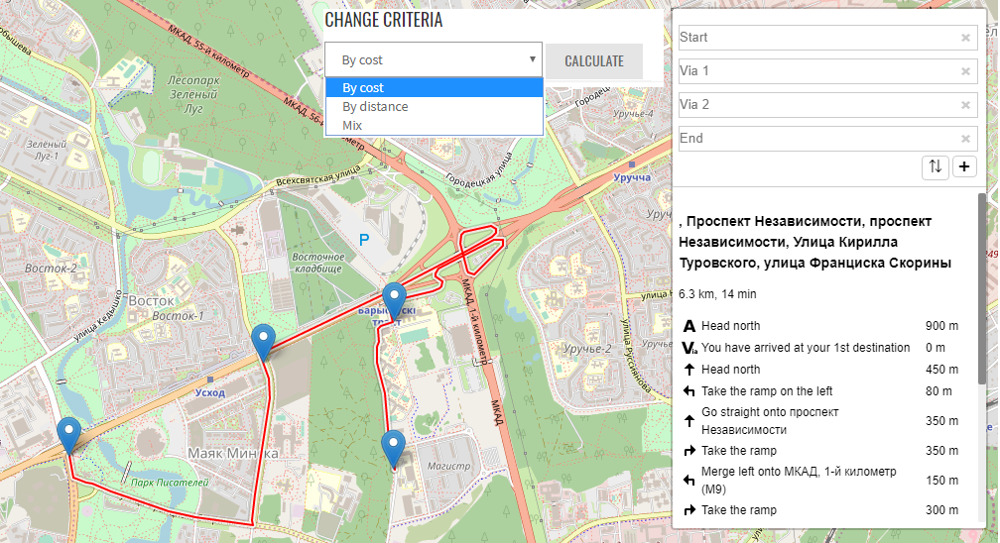 CHANGE CRITERIA
By cost
CALCULATE
By cost
By distance
Mix
Start
Via 1
Via 2
End
, Проспект Независимости, проспект
Независимости, Улица Кирилла
Туровского, улица Франциска Скорины
6.3 km, 14 min
Head north 900 m
You have arrived at your 1st destination 0 m
Head north 450 m
Take the ramp on the left 80 m
Go straight onto проспект
Независимости 350 m
Take the ramp 350 m
Merge left onto МКАД, 1-й километр
(М9) 150 m
Take the ramp 300 m
МКАД, 55-й километр
МКАД, 56-й
Лесопарк
Зелёный
Луг
Зелёный
Луг-1
Всехсвятская улица
Городецкая улица
Уручье-4
Уручча
P
Восточное
кладбище
Восток-2
Восток
Восток-1
улица Кедышко
МКАД, 1-й километр
МКАД
Уручье-2
улица Руссиянова
Усход
Маяк Минска
Парк Писателей
Магистр